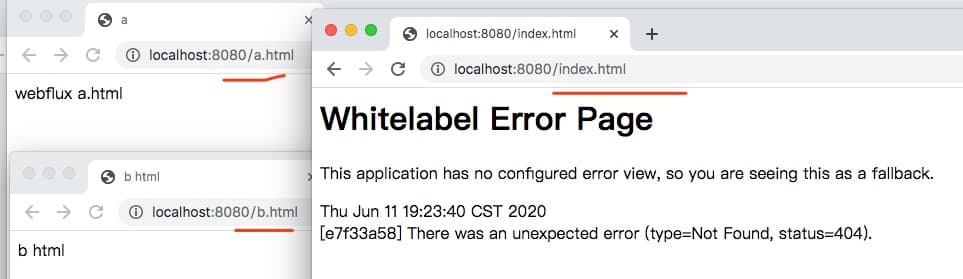 a
localhost:8080/a.html
webflux a.html
b html
localhost:8080/b.html
b html
localhost:8080/index.html
localhost:8080/index.html
Whitelabel Error Page
This application has no configured error view, so you are seeing this as a fallback.
Thu Jun 11 19:23:40 CST 2020
[e7f33a58] There was an unexpected error (type=Not Found, status=404).